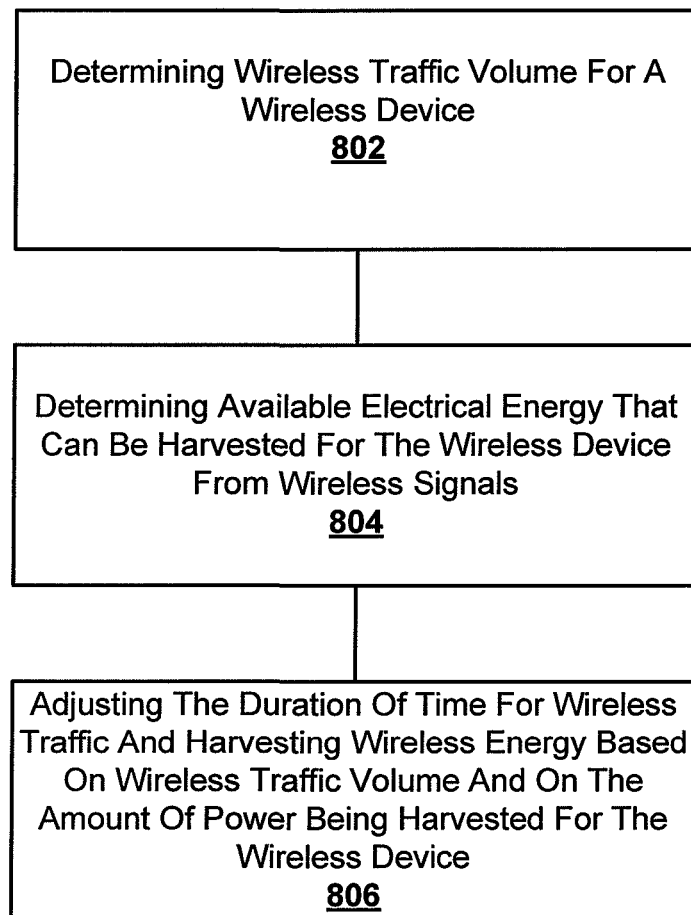 Determining Wireless Traffic Volume For A
Wireless Device
802
Determining Available Electrical Energy That
Can Be Harvested For The Wireless Device
From Wireless Signals
804
Adjusting The Duration Of Time For Wireless
Traffic And Harvesting Wireless Energy Based
On Wireless Traffic Volume And On The
Amount Of Power Being Harvested For The
Wireless Device
806